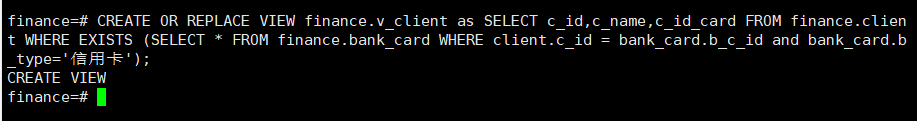 finance=# CREATE OR REPLACE VIEW finance.v_client as SELECT c_id,c_name,c_id_card FROM finance.clien
t WHERE EXISTS (SELECT * FROM finance.bank_card WHERE client.c_id = bank_card.b_c_id and bank_card.b
_type='信用卡');
CREATE VIEW
finance=#